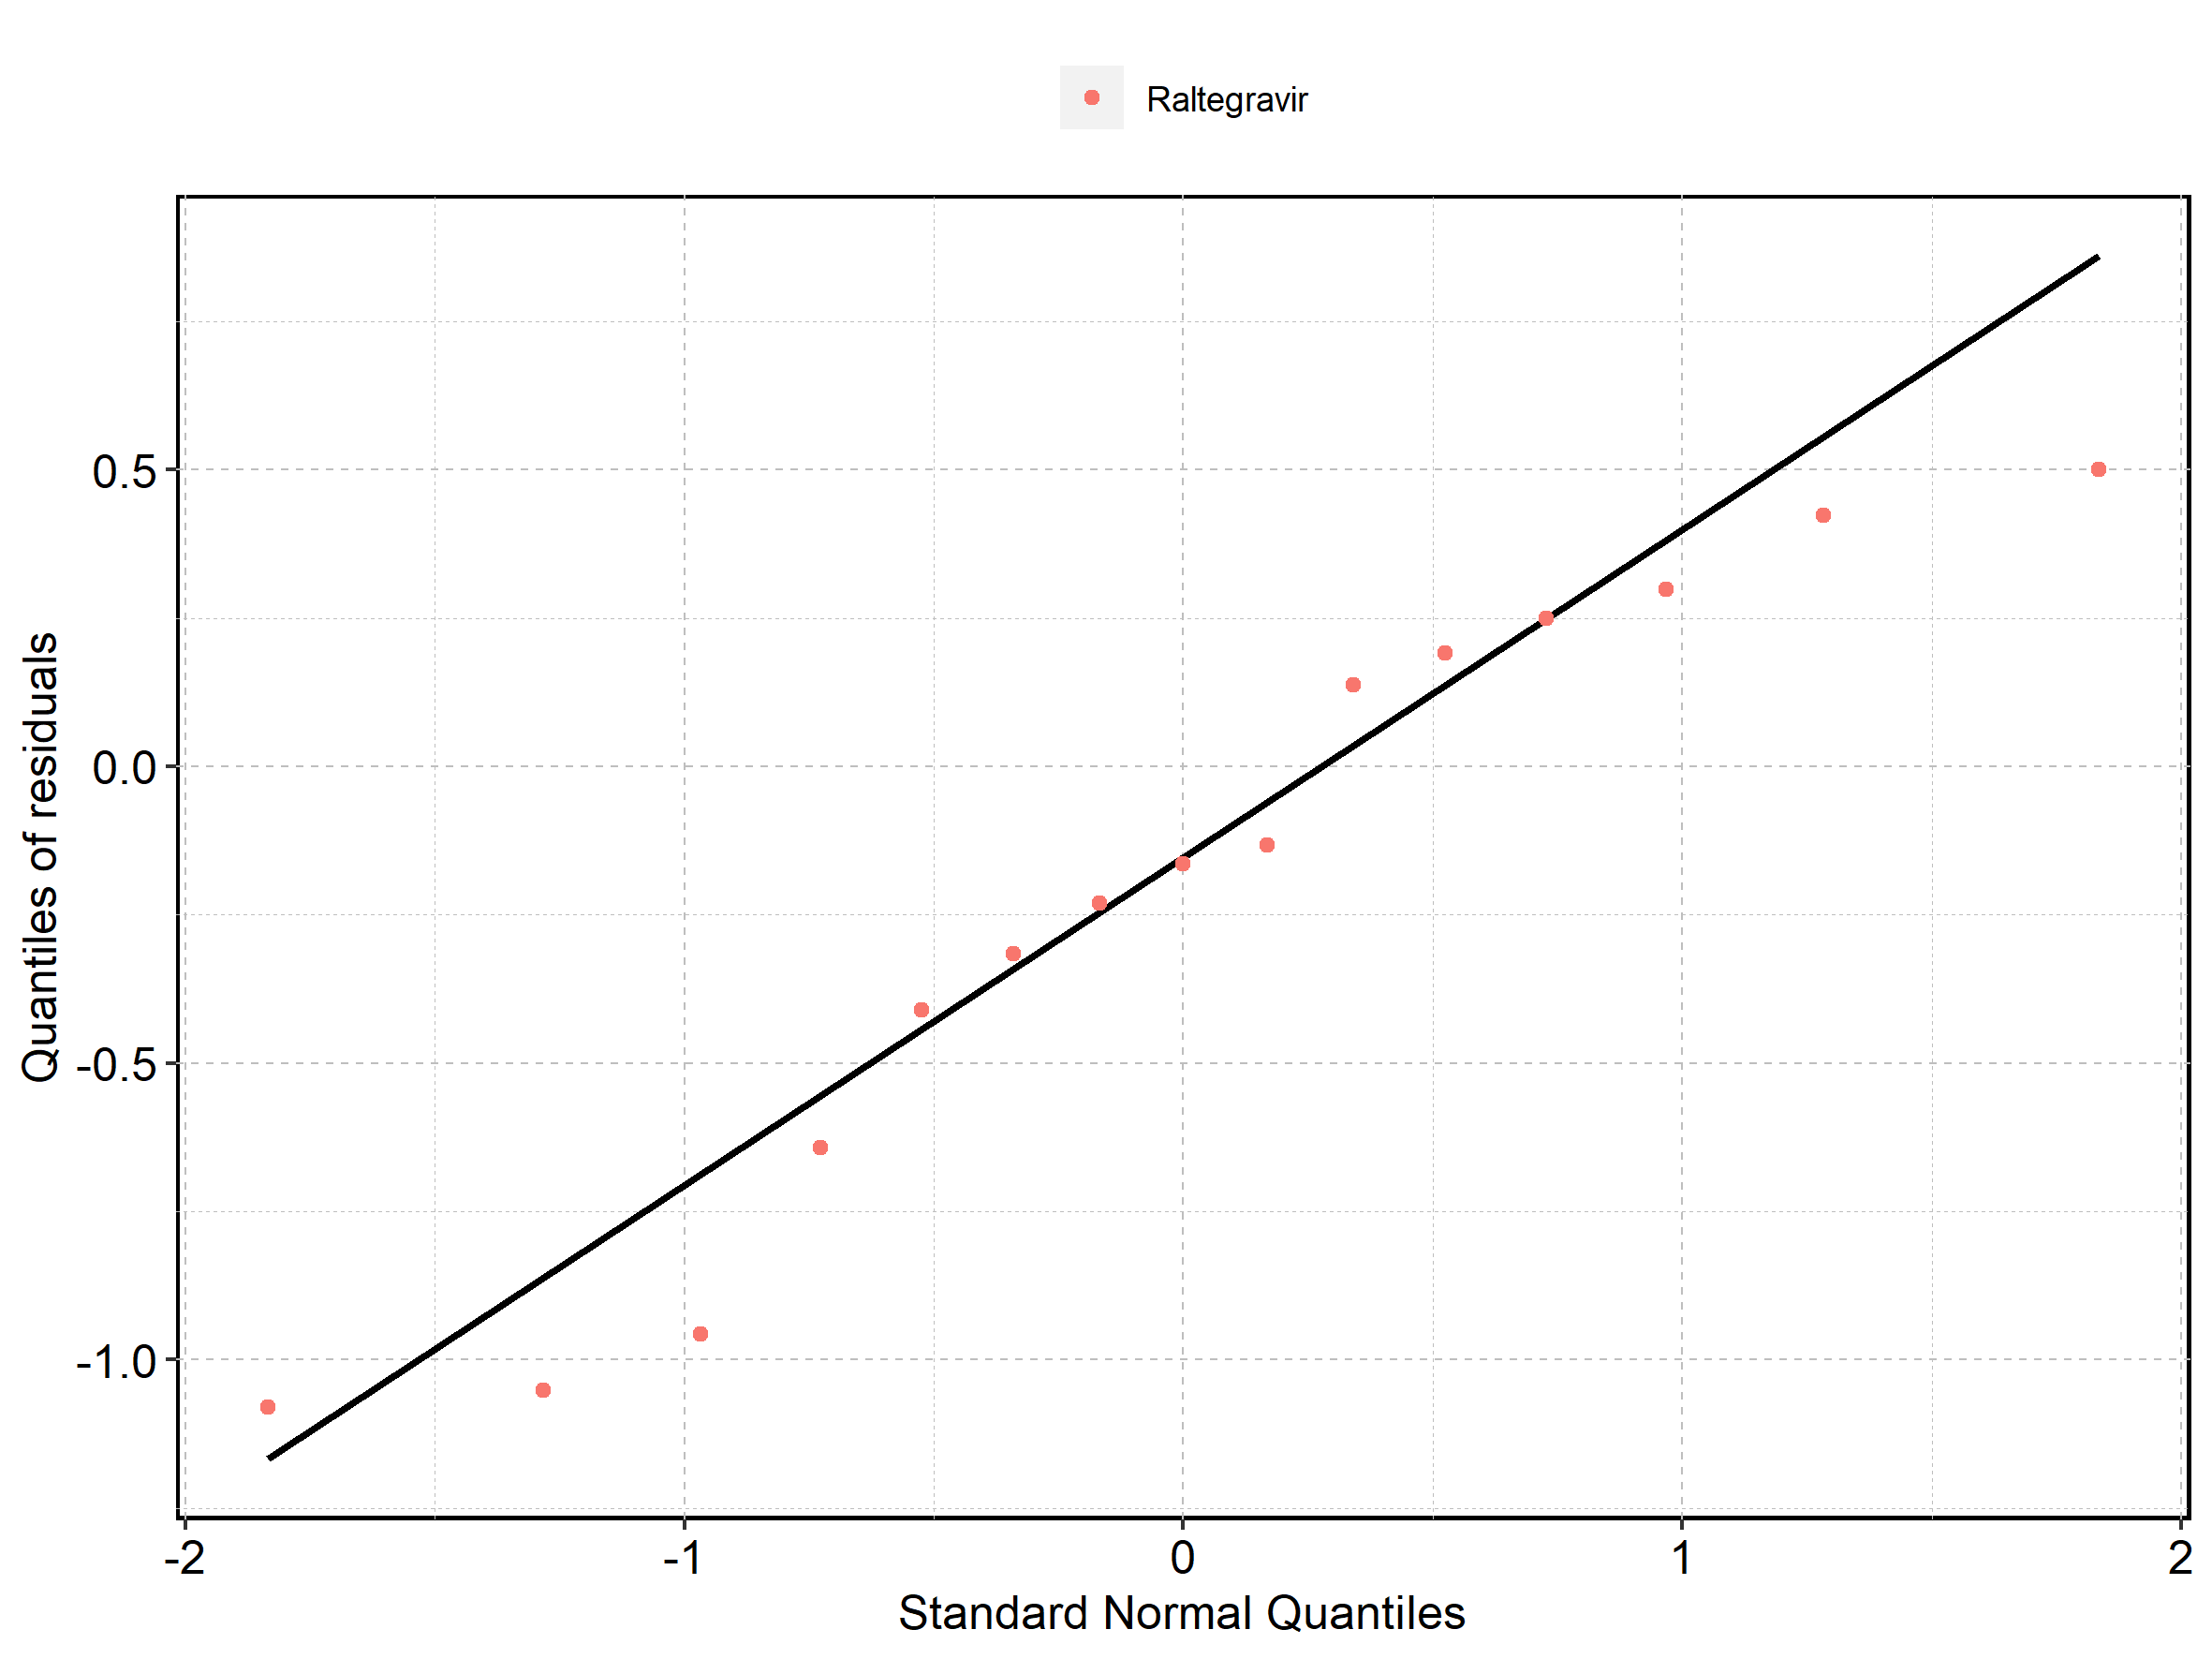 Raltegravir
0.5
0.0
-0.5
-1.0
Quantiles of residuals
-2 -1 0 1 2
Standard Normal Quantiles